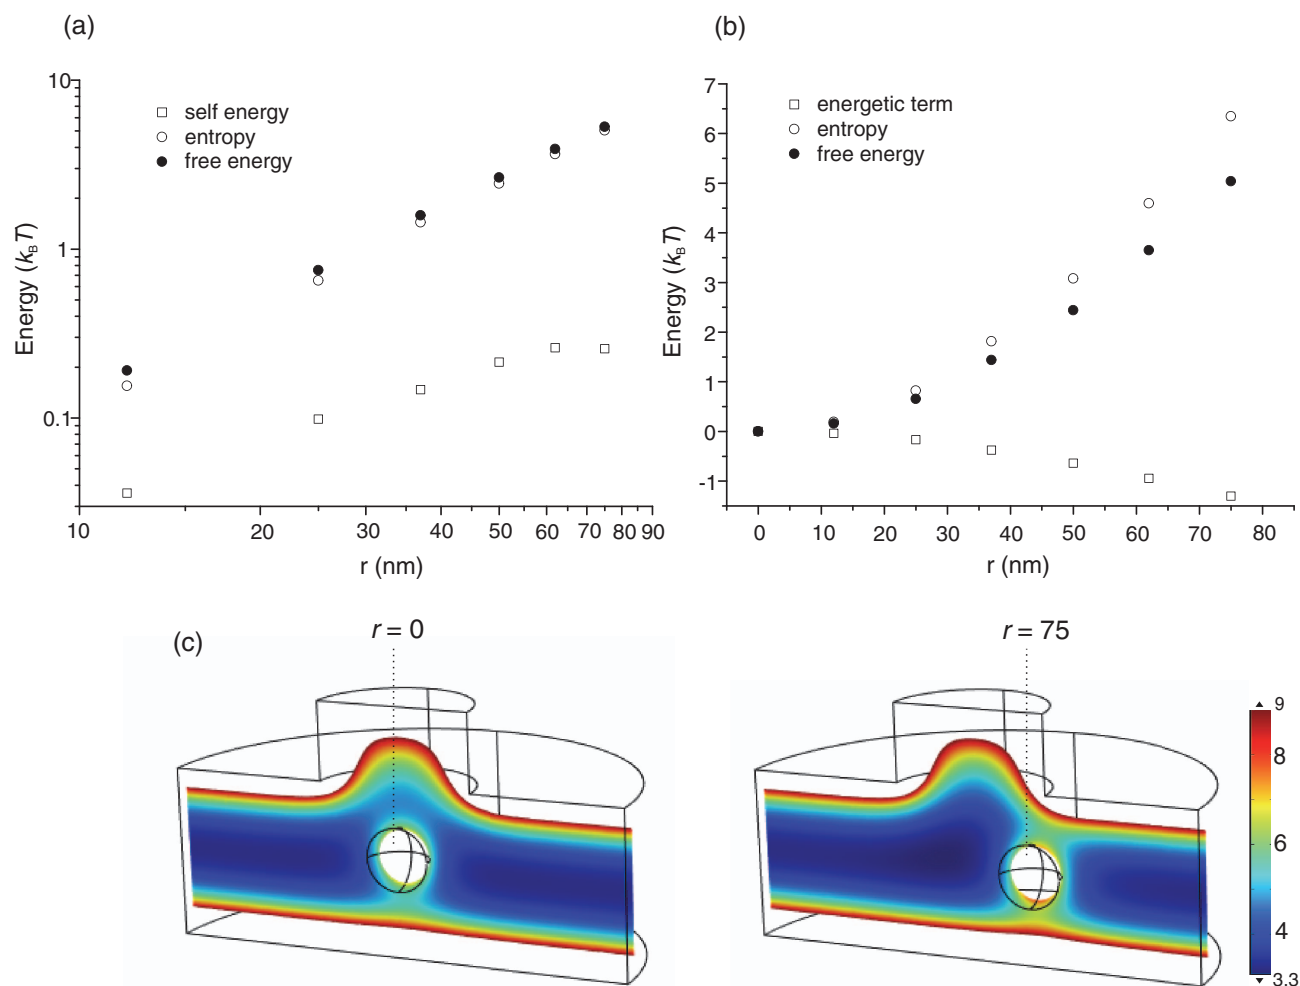 (a)
10
1
0.1
Energy (k_B T)
□ self energy
○ entropy
● free energy
10 20 30 40 50 60 70 80 90
r (nm)
(b)
7
6
5
4
3
2
1
0
-1
Energy (k_B T)
□ energetic term
○ entropy
● free energy
0 10 20 30 40 50 60 70 80
r (nm)
(c)
r = 0
r = 75
9
8
6
4
3.3